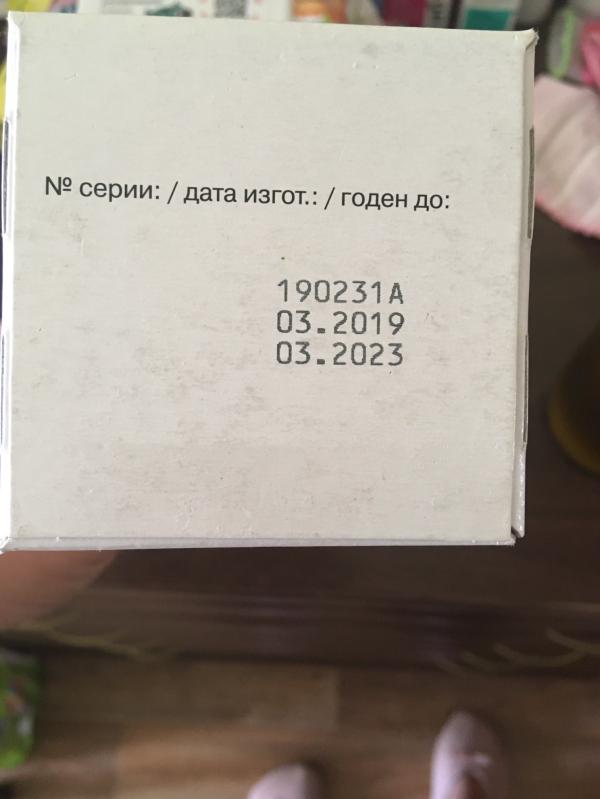 № серии: / дата изгот.: / годен до:
190231A
03.2019
03.2023